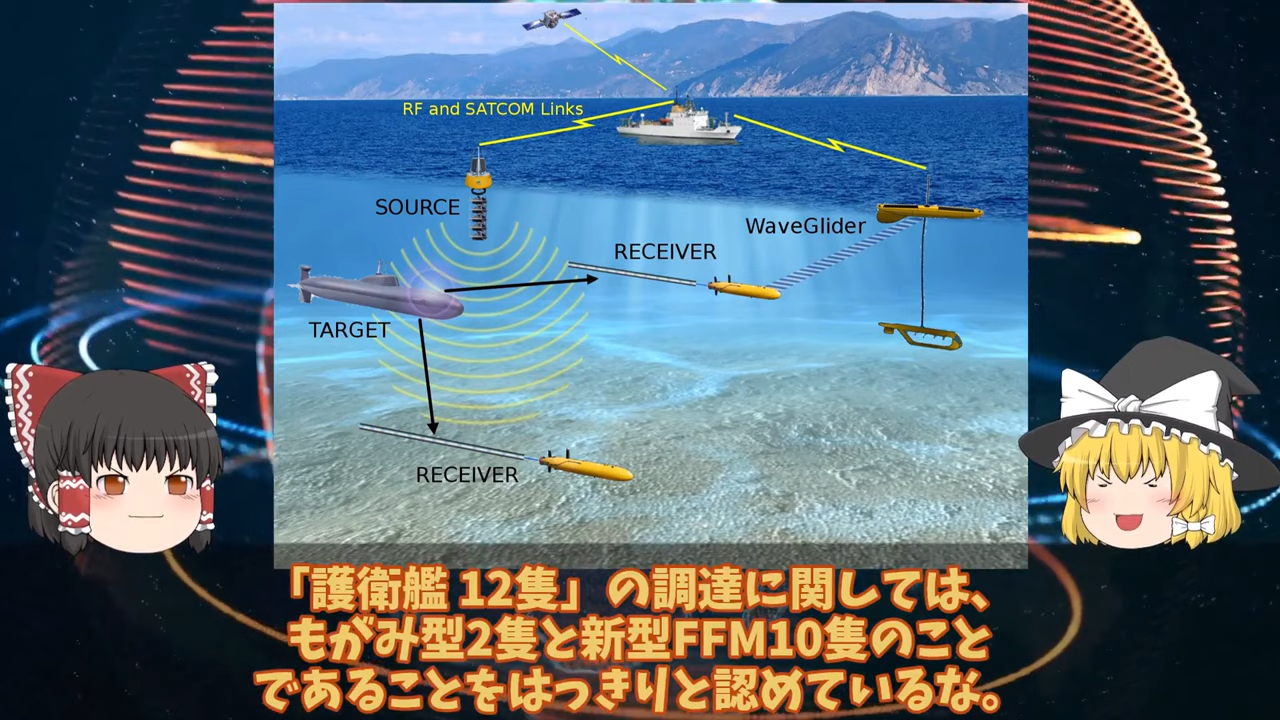 RF and SATCOM Links
SOURCE
WaveGlider
RECEIVER
TARGET
RECEIVER
「護衛艦 12隻」の調達に関しては、
もがみ型2隻と新型FFM10隻のこと
であることをはっきりと認めているな。